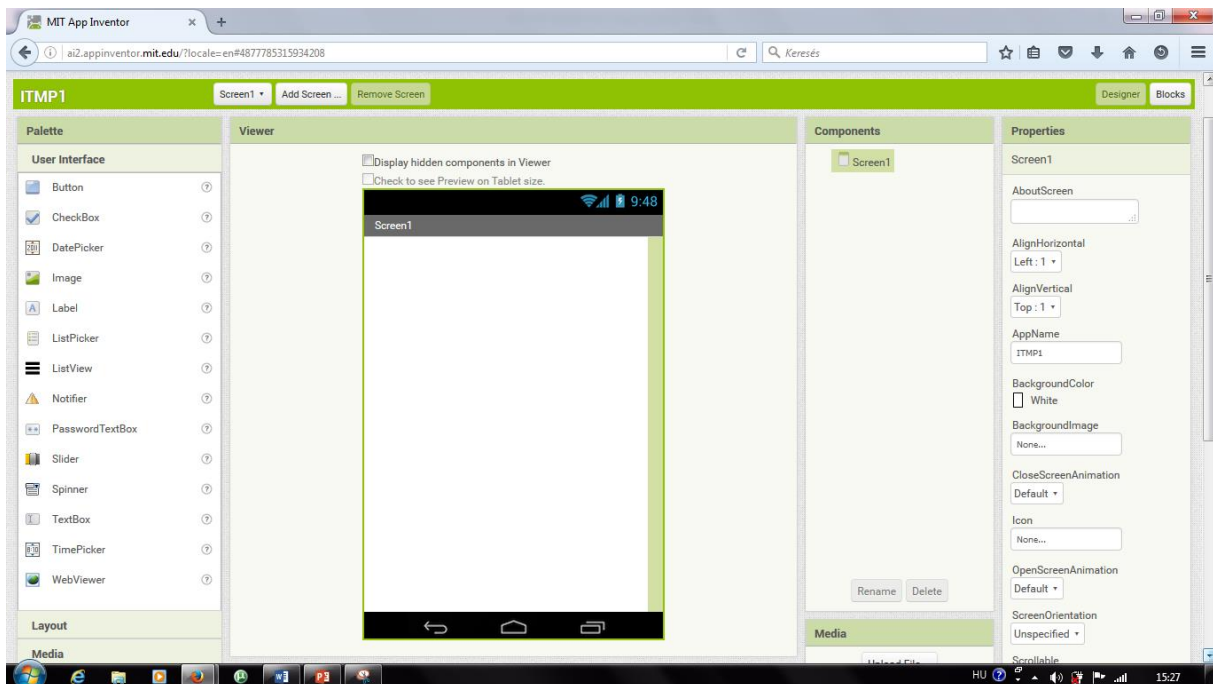 MIT App Inventor
ai2.appinventor.mit.edu/?locale=en#4877785315934208
Keresés
ITMP1
Screen1
Add Screen ...
Remove Screen
Designer
Blocks
Palette
User Interface
Button
CheckBox
DatePicker
Image
Label
ListPicker
ListView
Notifier
PasswordTextBox
Slider
Spinner
TextBox
TimePicker
WebViewer
Layout
Media
Viewer
Display hidden components in Viewer
Check to see Preview on Tablet size.
9:48
Screen1
Components
Screen1
Rename
Delete
Media
Upload File
Properties
Screen1
AboutScreen
AlignHorizontal
Left : 1
AlignVertical
Top : 1
AppName
ITMP1
BackgroundColor
White
BackgroundImage
None...
CloseScreenAnimation
Default
Icon
None...
OpenScreenAnimation
Default
ScreenOrientation
Unspecified
Scrollable
HU
15:27